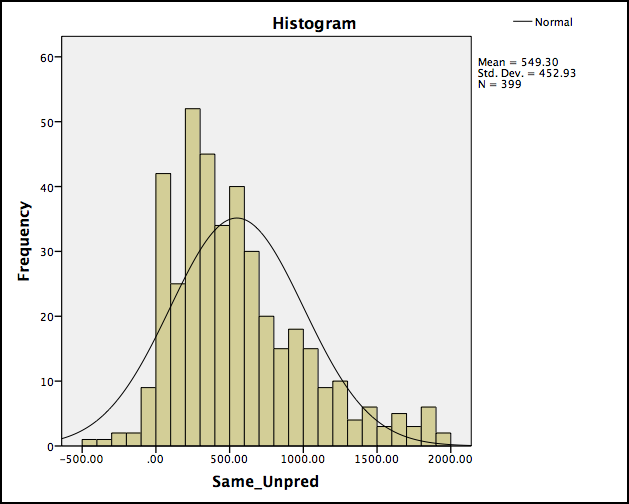 Histogram
Normal
Mean = 549.30
Std. Dev. = 452.93
N = 399
Frequency
60
50
40
30
20
10
0
-500.00 .00 500.00 1000.00 1500.00 2000.00
Same_Unpred